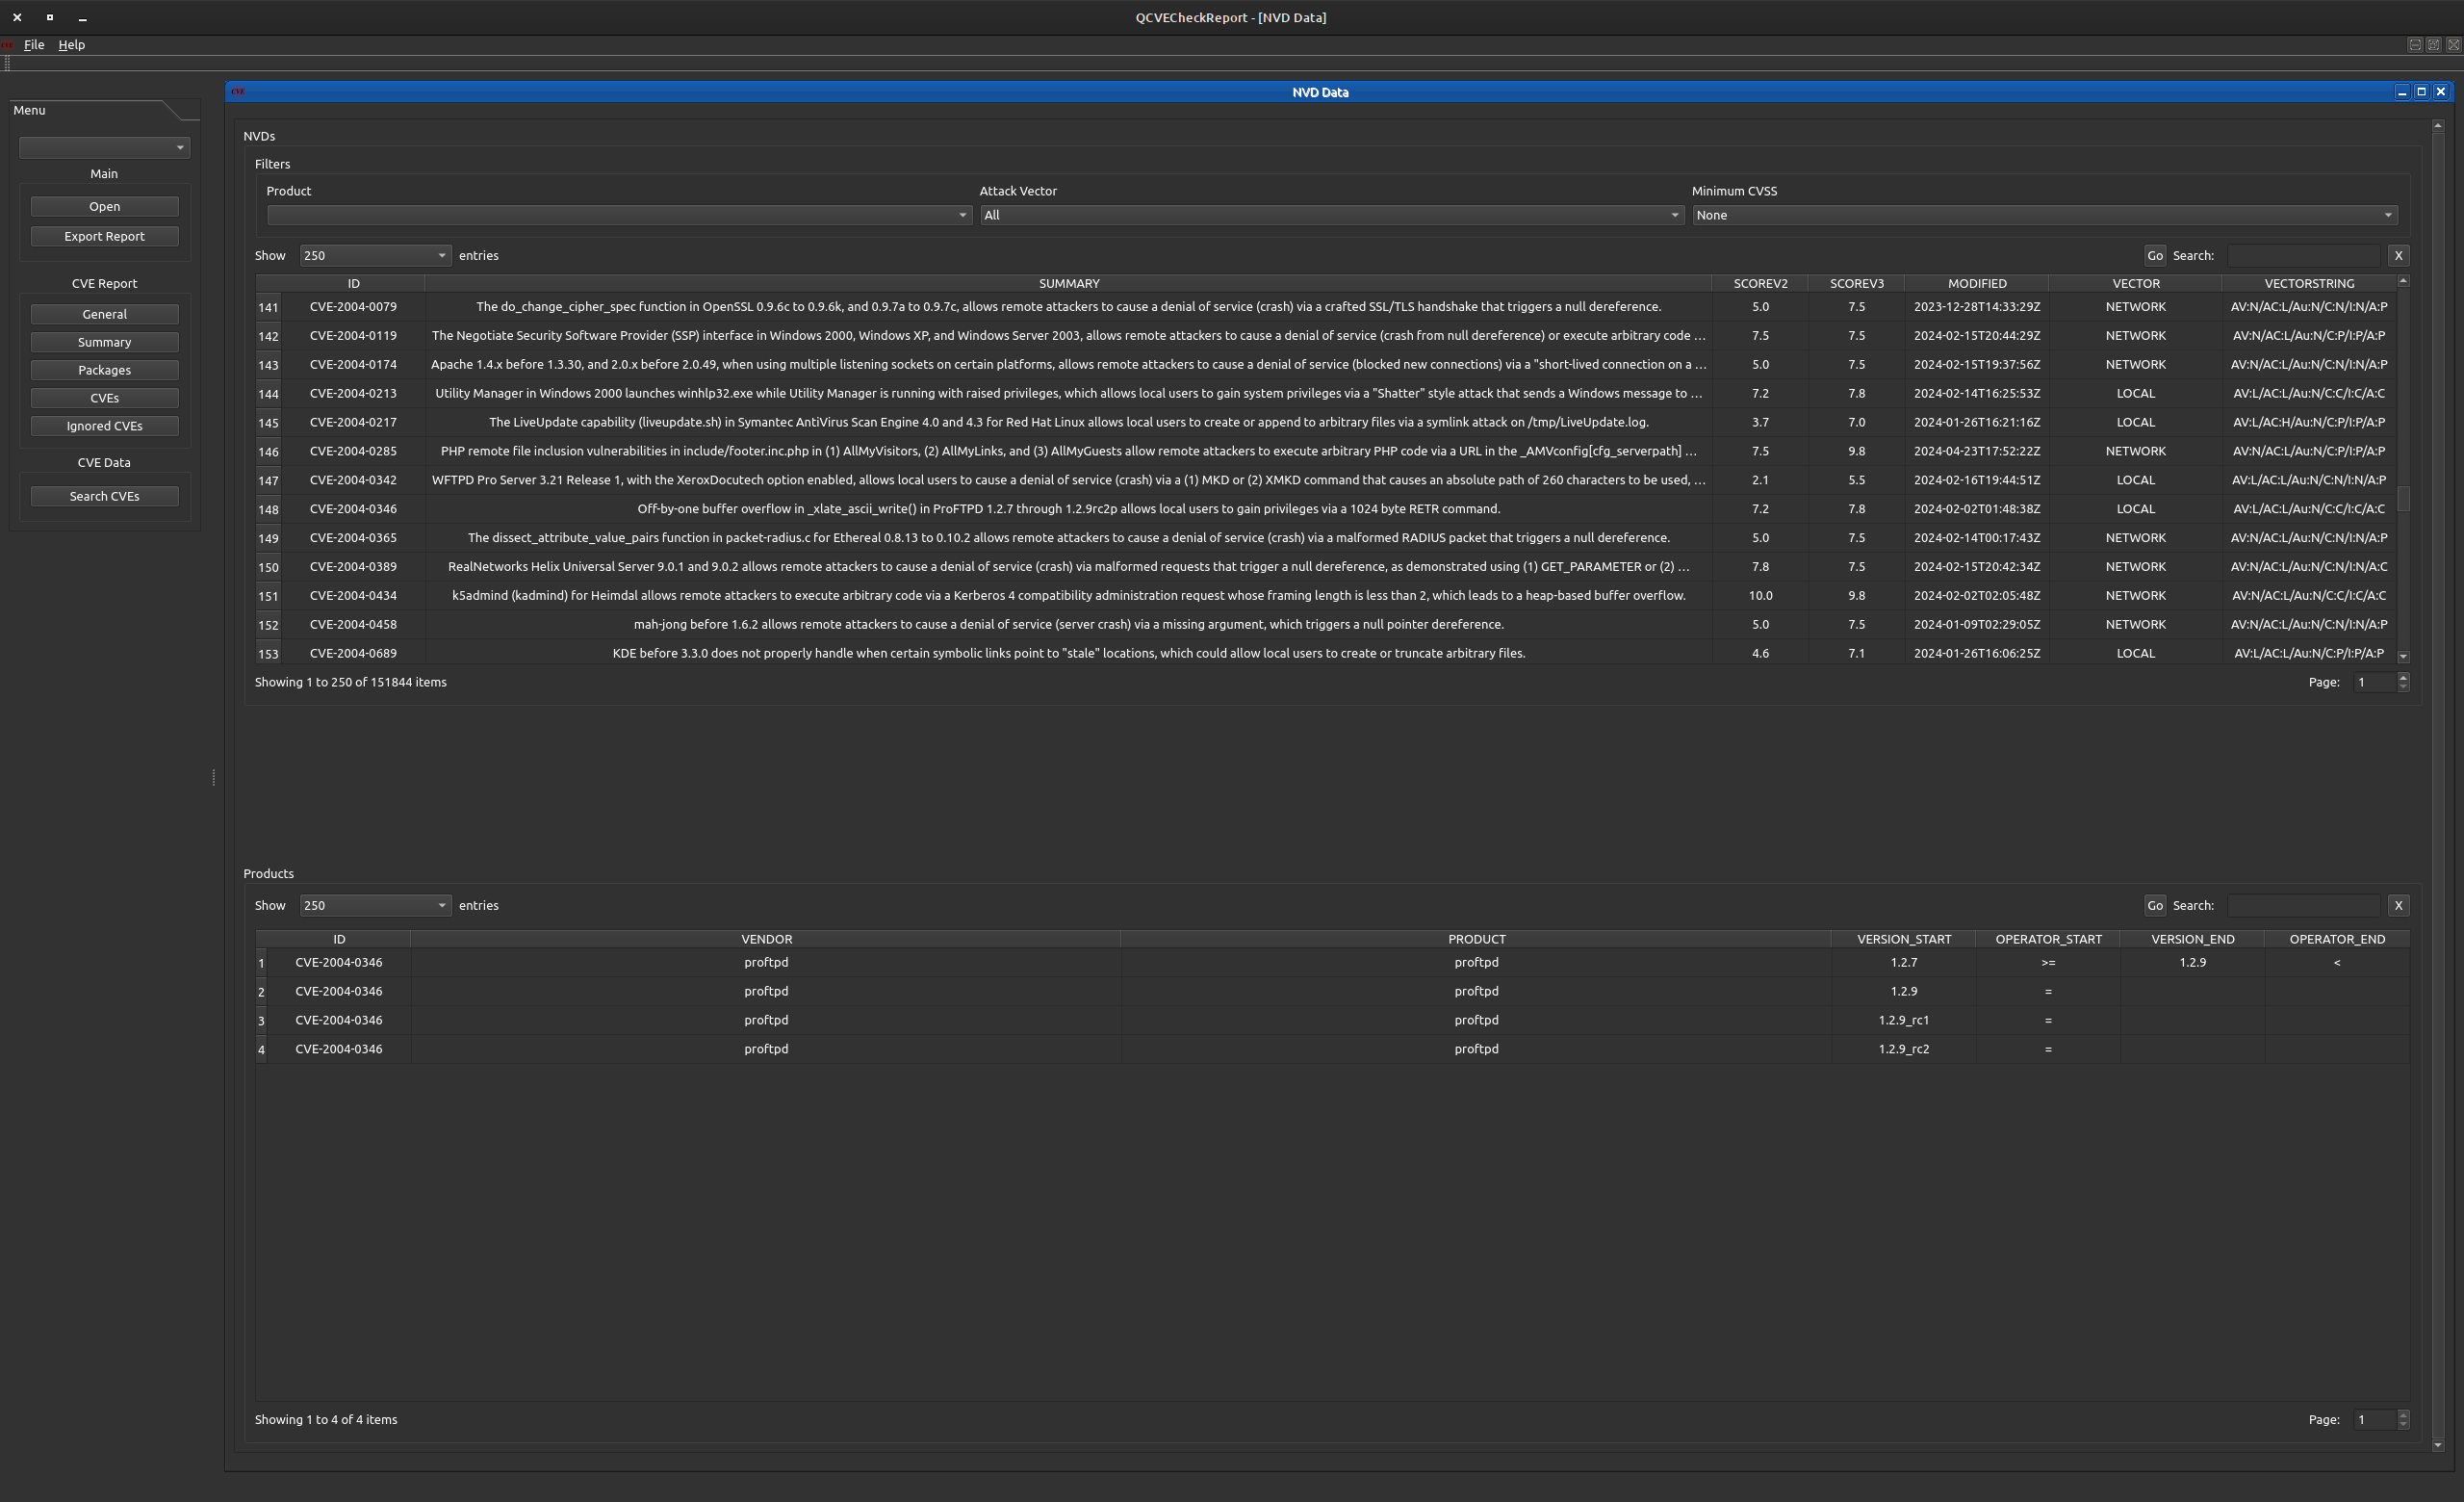 QCVECheckReport - [NVD Data]
File Help
CVE NVD Data
Menu
Main
Open
Export Report
CVE Report
General
Summary
Packages
CVEs
Ignored CVEs
CVE Data
Search CVEs
NVDs
Filters
Product Attack Vector Minimum CVSS
All None
Show 250 entries Go Search: X
ID SUMMARY SCOREV2 SCOREV3 MODIFIED VECTOR VECTORSTRING
141 CVE-2004-0079 The do_change_cipher_spec function in OpenSSL 0.9.6c to 0.9.6k, and 0.9.7a to 0.9.7c, allows remote attackers to cause a denial of service (crash) via a crafted SSL/TLS handshake that triggers a null dereference. 5.0 7.5 2023-12-28T14:33:29Z NETWORK AV:N/AC:L/Au:N/C:N/I:N/A:P
142 CVE-2004-0119 The Negotiate Security Software Provider (SSP) interface in Windows 2000, Windows XP, and Windows Server 2003, allows remote attackers to cause a denial of service (crash from null dereference) or execute arbitrary code ... 7.5 7.5 2024-02-15T20:44:29Z NETWORK AV:N/AC:L/Au:N/C:P/I:P/A:P
143 CVE-2004-0174 Apache 1.4.x before 1.3.30, and 2.0.x before 2.0.49, when using multiple listening sockets on certain platforms, allows remote attackers to cause a denial of service (blocked new connections) via a "short-lived connection on a ... 5.0 7.5 2024-02-15T19:37:56Z NETWORK AV:N/AC:L/Au:N/C:N/I:N/A:P
144 CVE-2004-0213 Utility Manager in Windows 2000 launches winhlp32.exe while Utility Manager is running with raised privileges, which allows local users to gain system privileges via a "Shatter" style attack that sends a Windows message to ... 7.2 7.8 2024-02-14T16:25:53Z LOCAL AV:L/AC:L/Au:N/C:C/I:C/A:C
145 CVE-2004-0217 The LiveUpdate capability (liveupdate.sh) in Symantec AntiVirus Scan Engine 4.0 and 4.3 for Red Hat Linux allows local users to create or append to arbitrary files via a symlink attack on /tmp/LiveUpdate.log. 3.7 7.0 2024-01-26T16:21:16Z LOCAL AV:L/AC:H/Au:N/C:P/I:P/A:P
146 CVE-2004-0285 PHP remote file inclusion vulnerabilities in include/footer.inc.php in (1) AllMyVisitors, (2) AllMyLinks, and (3) AllMyGuests allow remote attackers to execute arbitrary PHP code via a URL in the _AMVconfig[cfg_serverpath] ... 7.5 9.8 2024-04-23T17:52:22Z NETWORK AV:N/AC:L/Au:N/C:P/I:P/A:P
147 CVE-2004-0342 WFTPD Pro Server 3.21 Release 1, with the XeroxDocutech option enabled, allows local users to cause a denial of service (crash) via a (1) MKD or (2) XMKD command that causes an absolute path of 260 characters to be used, ... 2.1 5.5 2024-02-16T19:44:51Z LOCAL AV:L/AC:L/Au:N/C:N/I:N/A:P
148 CVE-2004-0346 Off-by-one buffer overflow in _xlate_ascii_write() in ProFTPD 1.2.7 through 1.2.9rc2p allows local users to gain privileges via a 1024 byte RETR command. 7.2 7.8 2024-02-02T01:48:38Z LOCAL AV:L/AC:L/Au:N/C:C/I:C/A:C
149 CVE-2004-0365 The dissect_attribute_value_pairs function in packet-radius.c for Ethereal 0.8.13 to 0.10.2 allows remote attackers to cause a denial of service (crash) via a malformed RADIUS packet that triggers a null dereference. 5.0 7.5 2024-02-14T00:17:43Z NETWORK AV:N/AC:L/Au:N/C:N/I:N/A:P
150 CVE-2004-0389 RealNetworks Helix Universal Server 9.0.1 and 9.0.2 allows remote attackers to cause a denial of service (crash) via malformed requests that trigger a null dereference, as demonstrated using (1) GET_PARAMETER or (2) ... 7.8 7.5 2024-02-15T20:42:34Z NETWORK AV:N/AC:L/Au:N/C:N/I:N/A:C
151 CVE-2004-0434 k5admind (kadmind) for Heimdal allows remote attackers to execute arbitrary code via a Kerberos 4 compatibility administration request whose framing length is less than 2, which leads to a heap-based buffer overflow. 10.0 9.8 2024-02-02T02:05:48Z NETWORK AV:N/AC:L/Au:N/C:C/I:C/A:C
152 CVE-2004-0458 mah-jong before 1.6.2 allows remote attackers to cause a denial of service (server crash) via a missing argument, which triggers a null pointer dereference. 5.0 7.5 2024-01-09T02:29:05Z NETWORK AV:N/AC:L/Au:N/C:N/I:N/A:P
153 CVE-2004-0689 KDE before 3.3.0 does not properly handle when certain symbolic links point to "stale" locations, which could allow local users to create or truncate arbitrary files. 4.6 7.1 2024-01-26T16:06:25Z LOCAL AV:L/AC:L/Au:N/C:P/I:P/A:P
Showing 1 to 250 of 151844 items Page: 1
Products
Show 250 entries Go Search: X
ID VENDOR PRODUCT VERSION_START OPERATOR_START VERSION_END OPERATOR_END
1 CVE-2004-0346 proftpd proftpd 1.2.7 >= 1.2.9 <
2 CVE-2004-0346 proftpd proftpd 1.2.9 =
3 CVE-2004-0346 proftpd proftpd 1.2.9_rc1 =
4 CVE-2004-0346 proftpd proftpd 1.2.9_rc2 =
Showing 1 to 4 of 4 items Page: 1